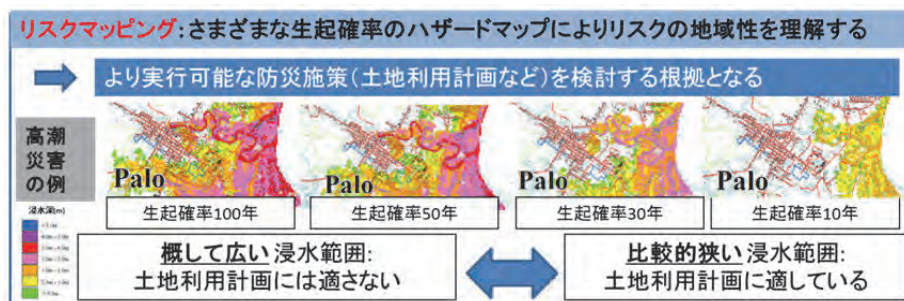 リスクマッピング:さまざまな生起確率のハザードマップによりリスクの地域性を理解する
より実行可能な防災施策(土地利用計画など)を検討する根拠となる
高潮
災害
の例
Palo
Palo
Palo
Palo
浸水深(m)
生起確率100年
生起確率50年
生起確率30年
生起確率10年
概して広い浸水範囲:
土地利用計画には適さない
比較的狭い浸水範囲:
土地利用計画に適している